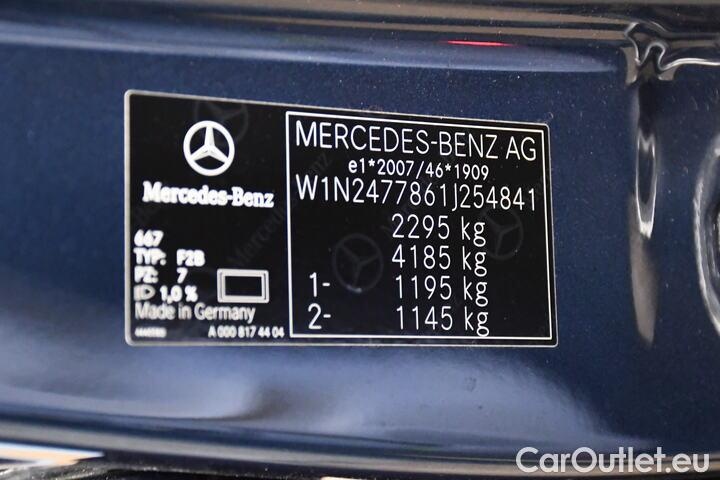 Mercedes-Benz
667
TYP: F2B
PZ: 7
1,0 %
Made in Germany
A 000 817 44 04
MERCEDES-BENZ AG
e1*2007/46*1909
W1N2477861J254841
2295 kg
4185 kg
1- 1195 kg
2- 1145 kg
CarOutlet.eu